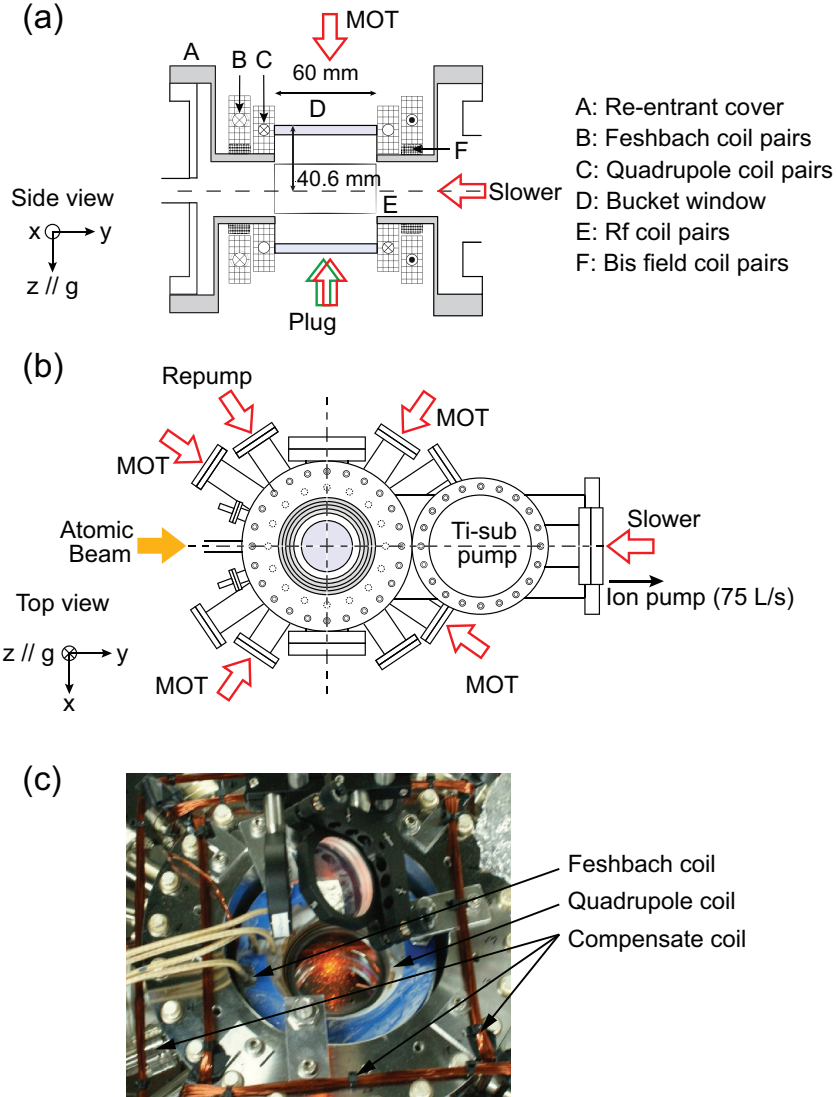 (a)
MOT
A
B
C
60 mm
D
F
40.6 mm
Slower
E
Side view
x
y
z // g
Plug
A: Re-entrant cover
B: Feshbach coil pairs
C: Quadrupole coil pairs
D: Bucket window
E: Rf coil pairs
F: Bis field coil pairs
(b)
Repump
MOT
MOT
Atomic
Beam
Ti-sub
pump
Slower
Ion pump (75 L/s)
Top view
z // g
y
x
MOT
MOT
(c)
Feshbach coil
Quadrupole coil
Compensate coil